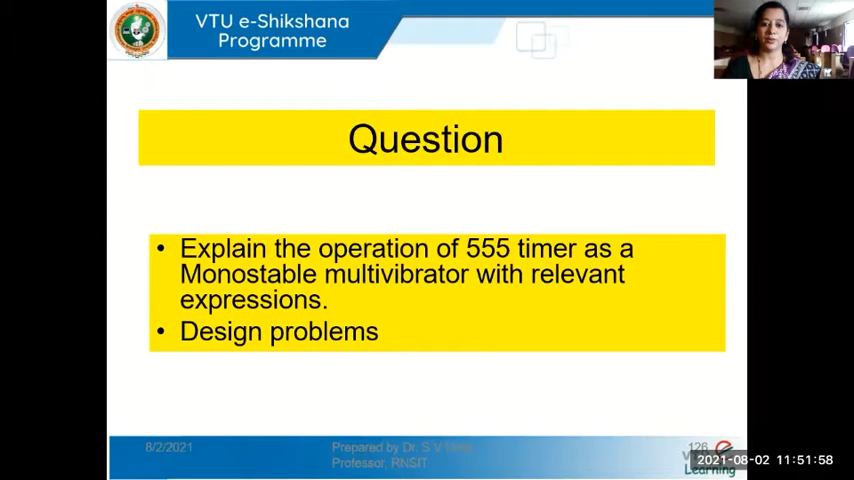 VTU e-Shikshana
Programme
Question
• Explain the operation of 555 timer as a
Monostable multivibrator with relevant
expressions.
• Design problems
8/2/2021
Prepared by Dr. S V
Professor, RNSIT
126
2021-08-02 11:51:58
Learning